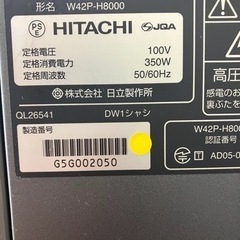 形名 W42P-H8000
PSE HITACHI JQA
定格電圧 100V
定格消費電力 350W
定格周波数 50/60Hz
株式会社 日立製作所
QL26541 DW1シャシ
製造番号
G5G002050
高圧
感電のお
裏ぶたを
W42P-H80
認証番号
AD05-0